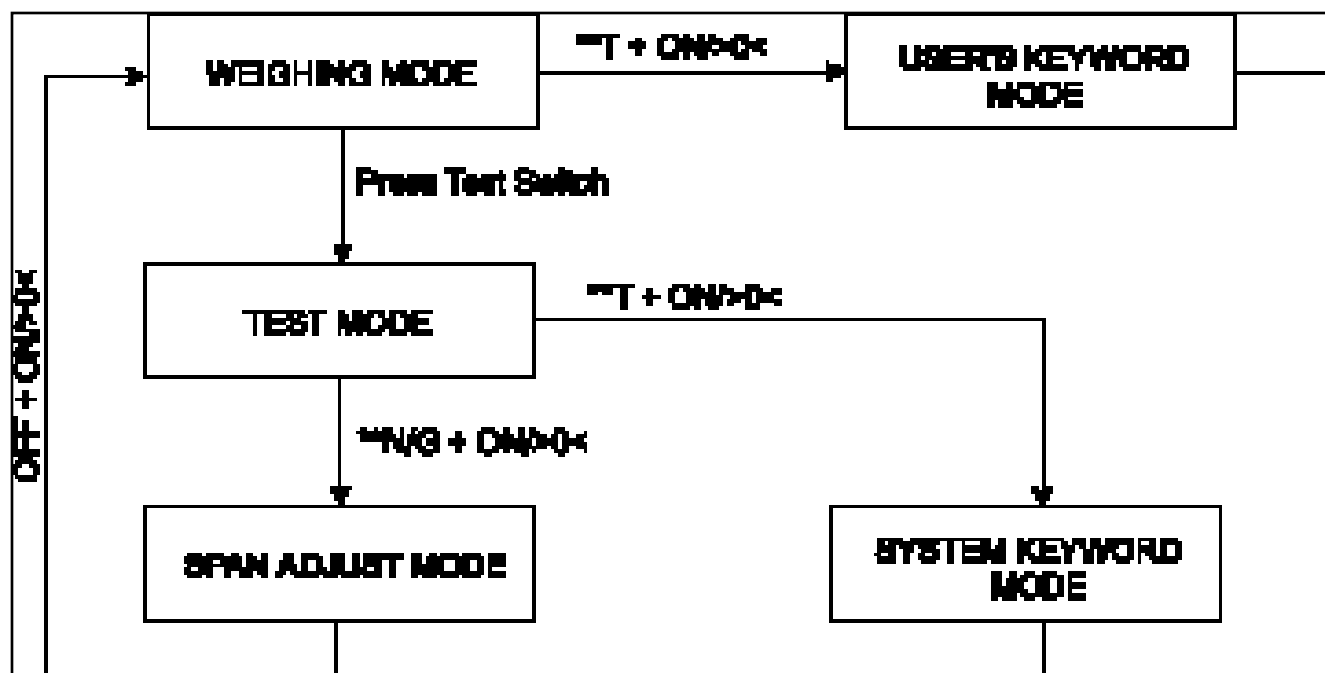 WEIGHING MODE
**T + ON/>0<
USER'S KEYWORD
MODE
Press Test Switch
TEST MODE
**T + ON/>0<
OFF + ON/>0<
**N/G + ON/>0<
SPAN ADJUST MODE
SYSTEM KEYWORD
MODE